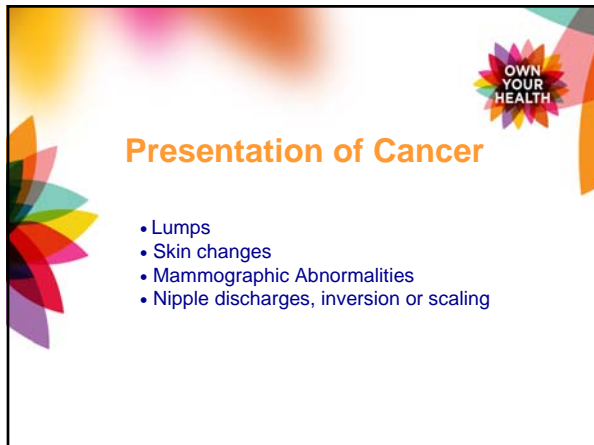 OWN
YOUR
HEALTH
Presentation of Cancer
• Lumps
• Skin changes
• Mammographic Abnormalities
• Nipple discharges, inversion or scaling